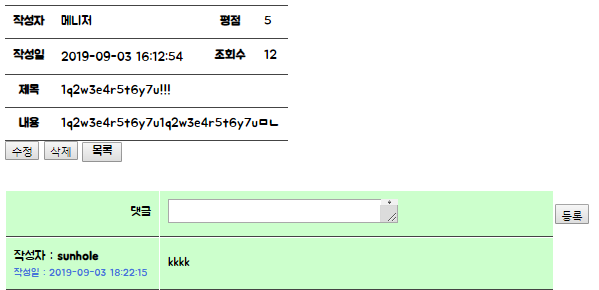 작성자 메니저 평점 5
작성일 2019-09-03 16:12:54 조회수 12
제목 1q2w3e4r5t6y7u!!!
내용 1q2w3e4r5t6y7u1q2w3e4r5t6y7uㅁㄴ
수정 삭제 목록
댓글 등록
작성자 : sunhole kkkk
작성일 : 2019-09-03 18:22:15